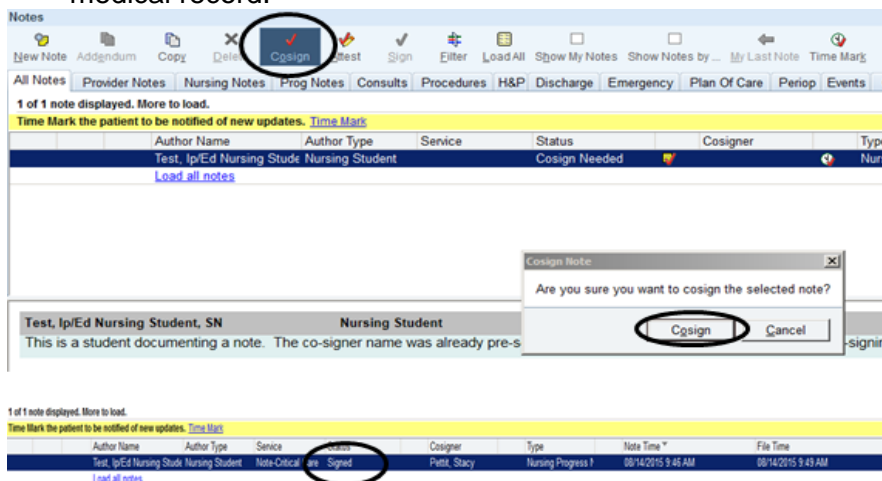 medical record.
Notes
New Note Addendum Copy Delete Cosign Attest Sign Filter Load All Show My Notes Show Notes by ... My Last Note Time Mark
All Notes Provider Notes Nursing Notes Prog Notes Consults Procedures H&P Discharge Emergency Plan Of Care Periop Events
1 of 1 note displayed. More to load.
Time Mark the patient to be notified of new updates. Time Mark
Author Name Author Type Service Status Cosigner Type
Test, Ip/Ed Nursing Stude Nursing Student Cosign Needed Nur
Load all notes
Cosign Note
Are you sure you want to cosign the selected note?
Cosign Cancel
Test, Ip/Ed Nursing Student, SN Nursing Student
This is a student documenting a note. The co-signer name was already pre-s -signin
1 of 1 note displayed. More to load.
Time Mark the patient to be notified of new updates. Time Mark
Author Name Author Type Service Status Cosigner Type Note Time File Time
Test, Ip/Ed Nursing Stude Nursing Student Note-Critical Care Signed Pettit, Stacy Nursing Progress N 08/14/2015 9:46 AM 08/14/2015 9:49 AM
Load all notes